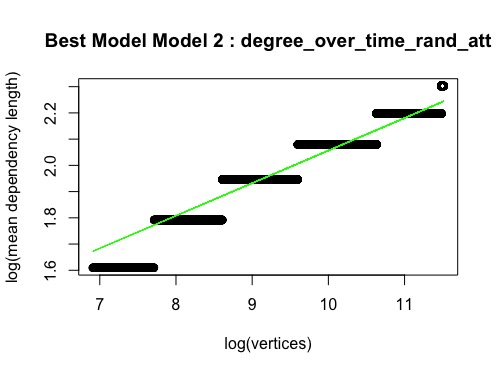 Best Model Model 2 : degree_over_time_rand_att
log(mean dependency length)
2.2
2.0
1.8
1.6
7 8 9 10 11
log(vertices)